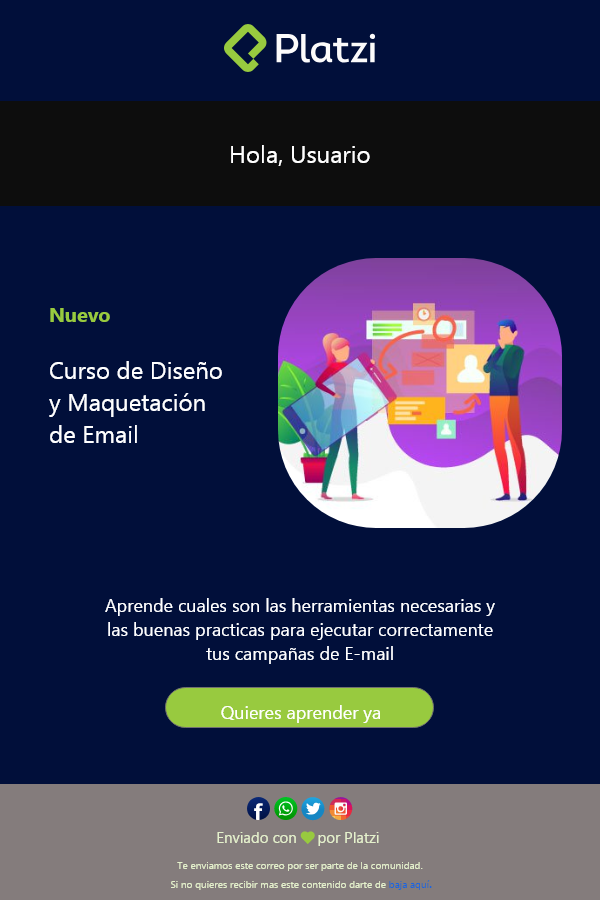 Platzi
Hola, Usuario
Nuevo
Curso de Diseño
y Maquetación
de Email
Aprende cuales son las herramientas necesarias y
las buenas practicas para ejecutar correctamente
tus campañas de E-mail
Quieres aprender ya
Enviado con 💚 por Platzi
Te enviamos este correo por ser parte de la comunidad.
Si no quieres recibir mas este contenido darte de baja aquí.